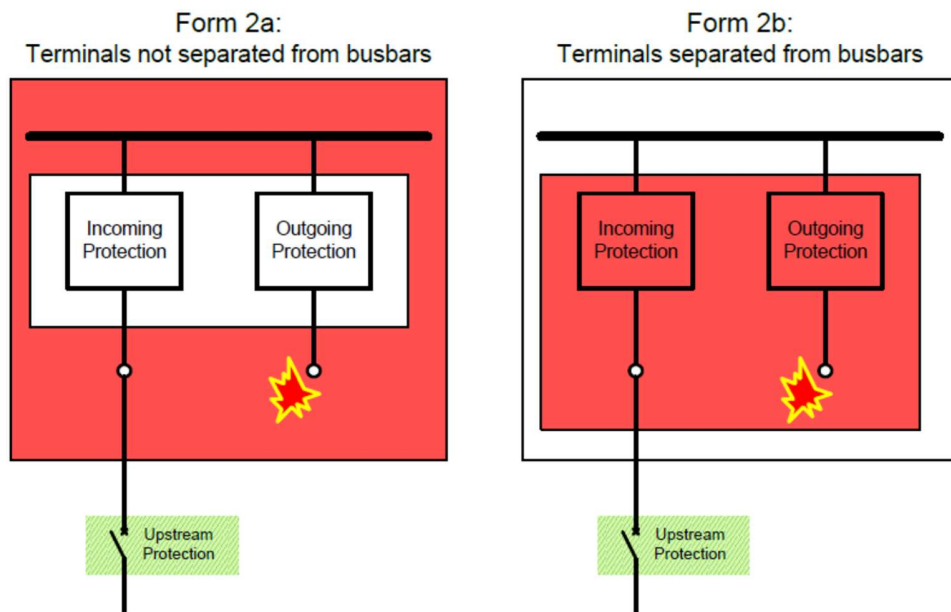 Form 2a:
Terminals not separated from busbars
Incoming
Protection
Outgoing
Protection
Upstream
Protection
Form 2b:
Terminals separated from busbars
Incoming
Protection
Outgoing
Protection
Upstream
Protection